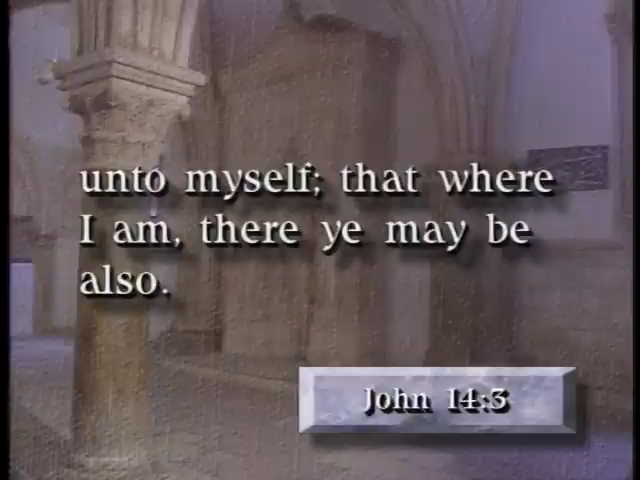 unto myself; that where
I am, there ye may be
also.
John 14:3